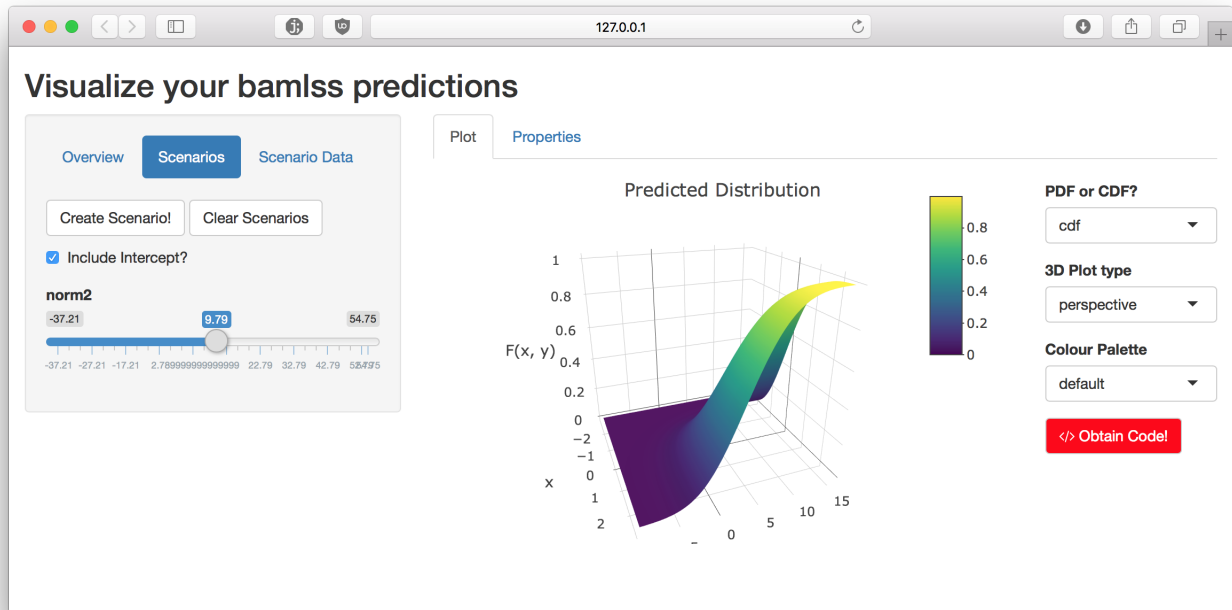 127.0.0.1
Visualize your bamlss predictions
Overview Scenarios Scenario Data
Create Scenario! Clear Scenarios
Include Intercept?
norm2
-37.21 9.79 54.75
-37.21 -27.21 -17.21 2.78999999999999 22.79 32.79 42.79
Plot Properties
Predicted Distribution
1
0.8
0.6
F(x, y) 0.4
0.2
0
−2
−1
0
x
1
2
0
5
10
15
0.8
0.6
0.4
0.2
0
PDF or CDF?
cdf
3D Plot type
perspective
Colour Palette
default
</> Obtain Code!